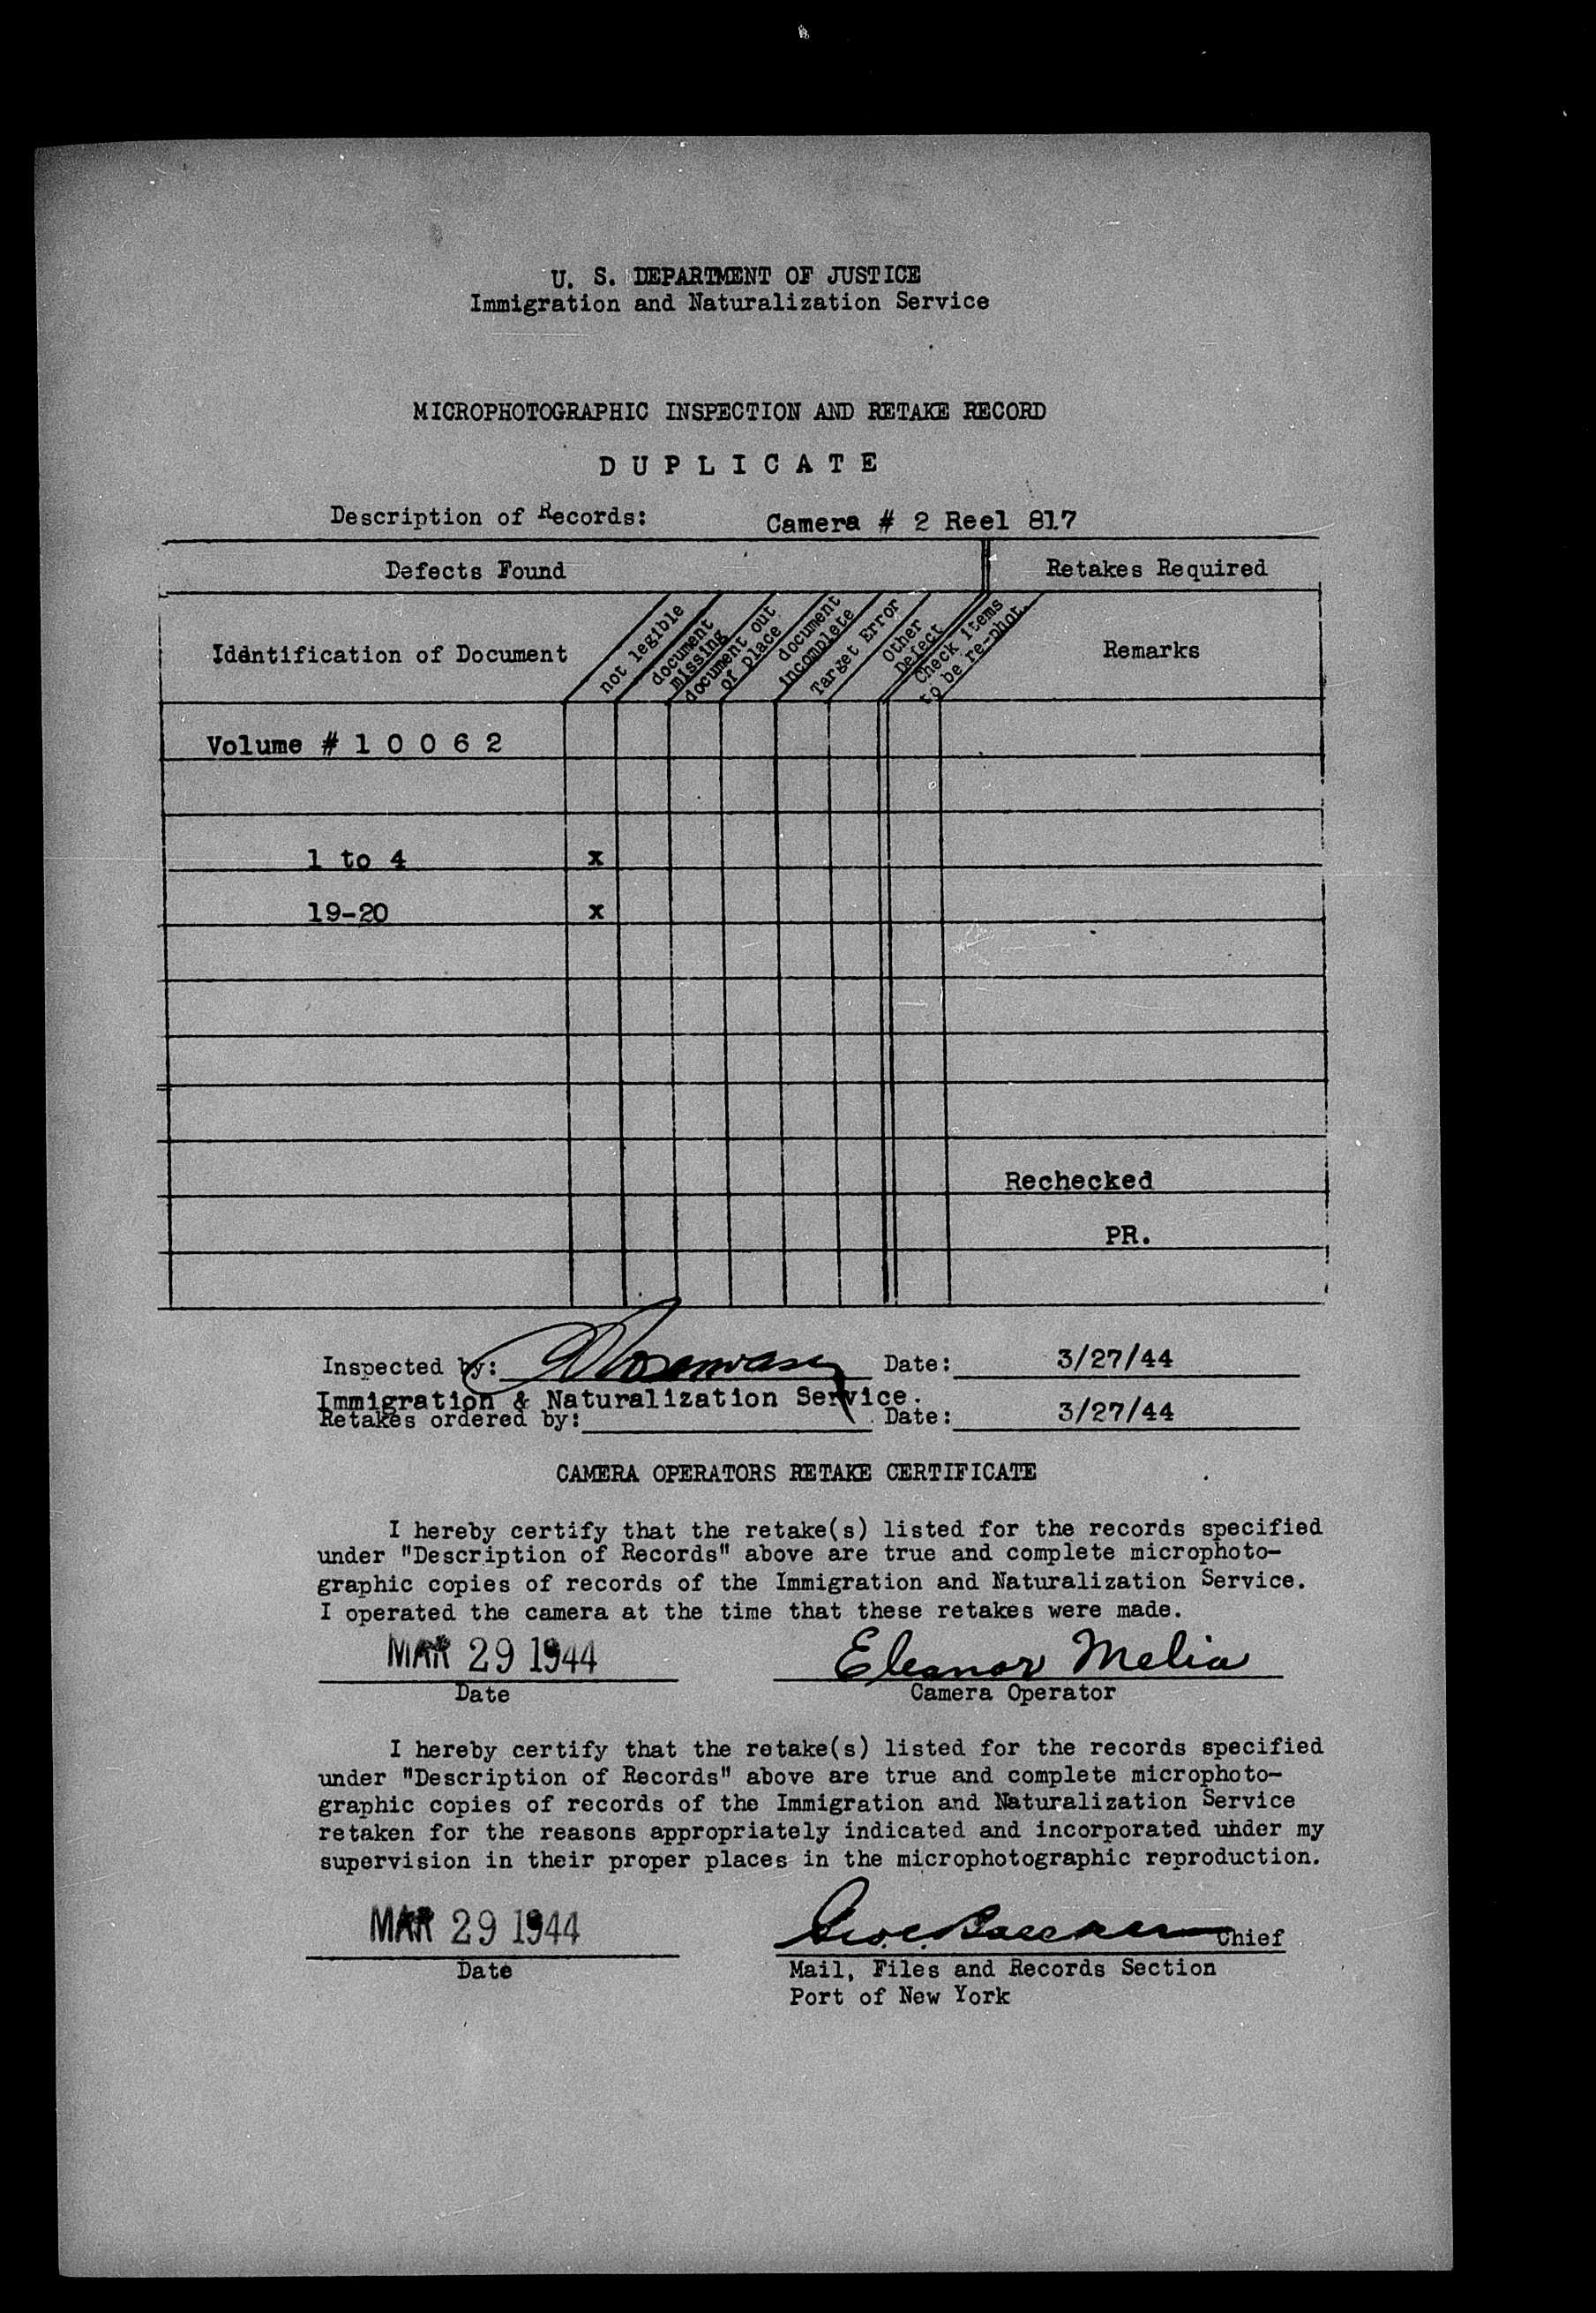 U. S. DEPARTMENT OF JUSTICE
Immigration and Naturalization Service
MICROPHOTOGRAPHIC INSPECTION AND RETAKE RECORD
D U P L I C A T E
Description of Records: Camera # 2 Reel 817
Defects Found Retakes Required
Identification of Document
not legible
document missing
document out of place
document incomplete
Target Error
Other Defect
Check items to be re-phot.
Remarks
Volume # 1 0 0 6 2
1 to 4 x
19-20 x
Rechecked
PR.
Inspected by: Date: 3/27/44
Immigration & Naturalization Service.
Retakes ordered by: Date: 3/27/44
CAMERA OPERATORS RETAKE CERTIFICATE
I hereby certify that the retake(s) listed for the records specified
under "Description of Records" above are true and complete microphoto-
graphic copies of records of the Immigration and Naturalization Service.
I operated the camera at the time that these retakes were made.
MAR 29 1944 Eleanor Melia
Date Camera Operator
I hereby certify that the retake(s) listed for the records specified
under "Description of Records" above are true and complete microphoto-
graphic copies of records of the Immigration and Naturalization Service
retaken for the reasons appropriately indicated and incorporated uhder my
supervision in their proper places in the microphotographic reproduction.
MAR 29 1944 Chief
Date Mail, Files and Records Section
Port of New York